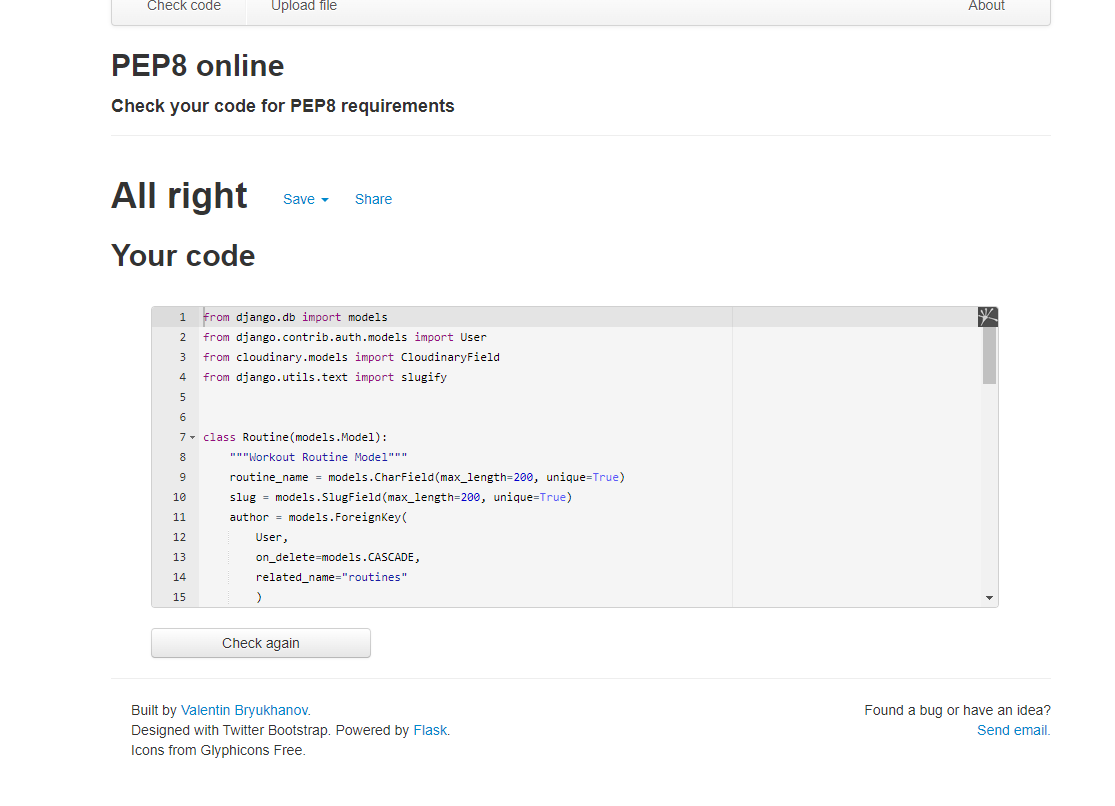 Check code Upload file About
PEP8 online
Check your code for PEP8 requirements
All right Save Share
Your code
1 from django.db import models
2 from django.contrib.auth.models import User
3 from cloudinary.models import CloudinaryField
4 from django.utils.text import slugify
5
6
7 class Routine(models.Model):
8     """Workout Routine Model"""
9     routine_name = models.CharField(max_length=200, unique=True)
10     slug = models.SlugField(max_length=200, unique=True)
11     author = models.ForeignKey(
12         User,
13         on_delete=models.CASCADE,
14         related_name="routines"
15         )
Check again
Built by Valentin Bryukhanov. Found a bug or have an idea?
Designed with Twitter Bootstrap. Powered by Flask. Send email.
Icons from Glyphicons Free.